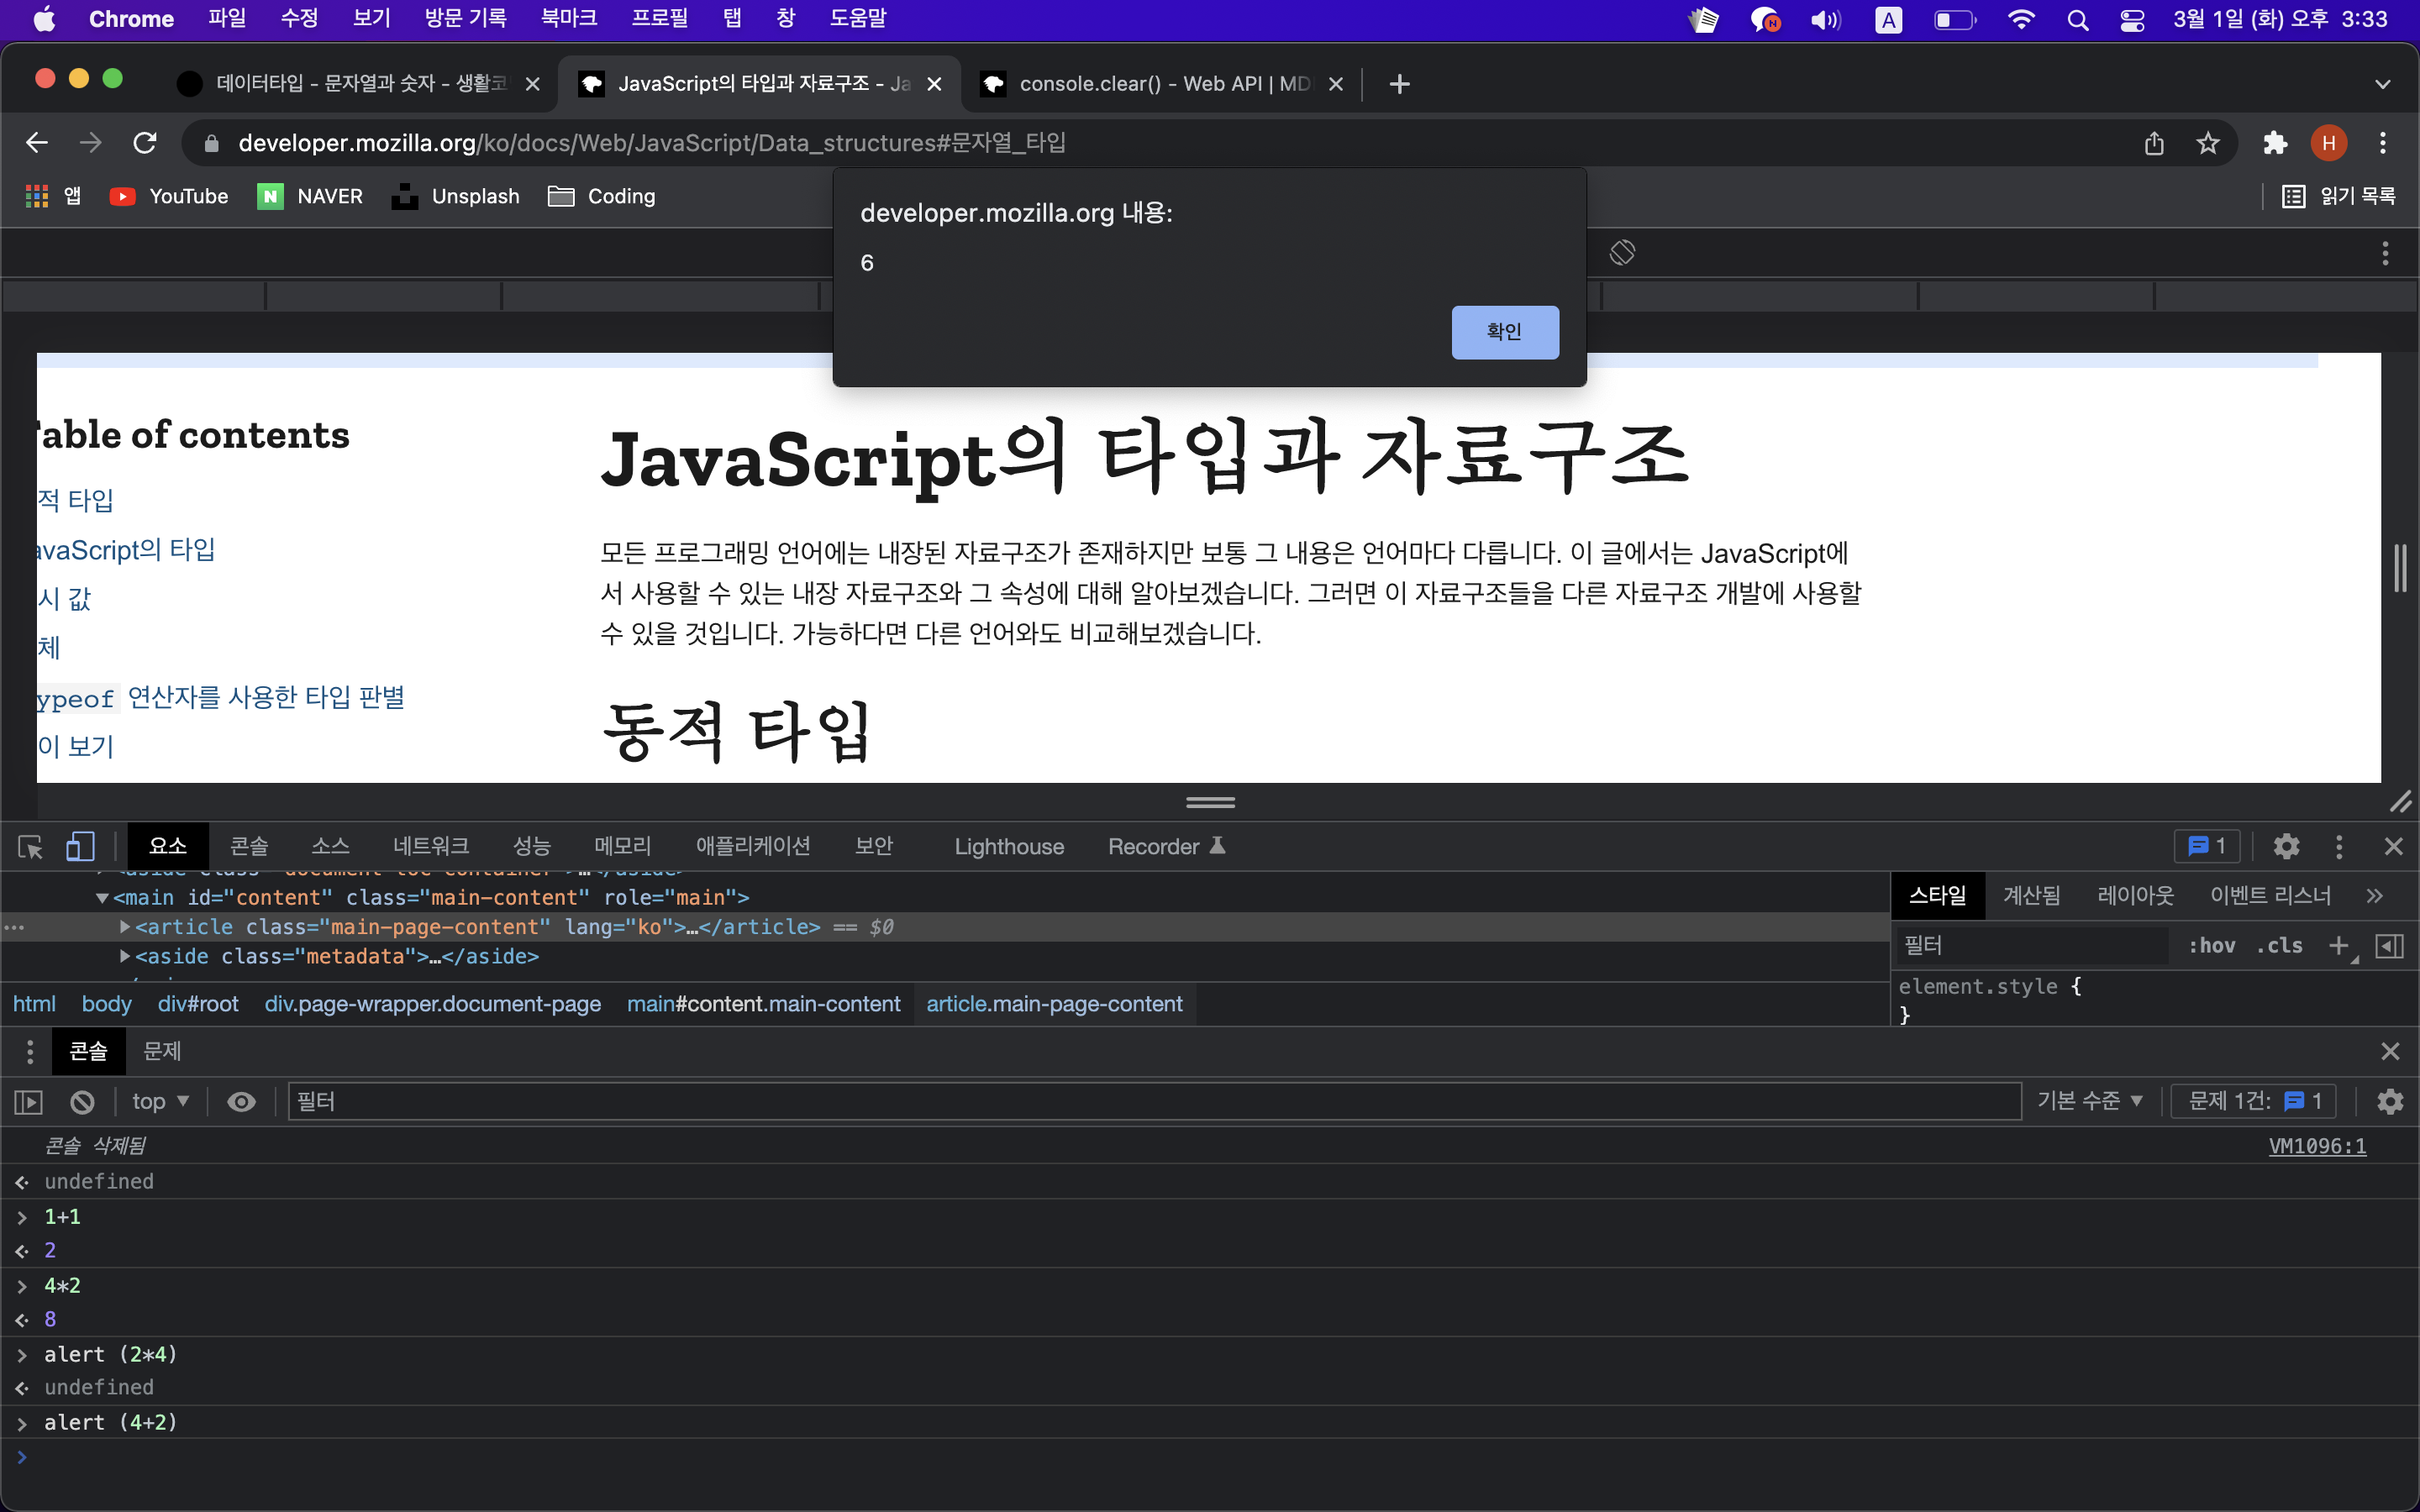 Chrome 파일 수정 보기 방문 기록 북마크 프로필 탭 창 도움말 A 3월 1일 (화) 오후 3:33
데이터타입 - 문자열과 숫자 - 생활코 JavaScript의 타입과 자료구조 - Ja console.clear() - Web API | MD
developer.mozilla.org/ko/docs/Web/JavaScript/Data_structures#문자열_타입 H
앱 YouTube N NAVER Unsplash Coding 읽기 목록
developer.mozilla.org 내용:
6
확인
able of contents
적 타입
avaScript의 타입
시 값
체
ypeof 연산자를 사용한 타입 판별
이 보기
JavaScript의 타입과 자료구조
모든 프로그래밍 언어에는 내장된 자료구조가 존재하지만 보통 그 내용은 언어마다 다릅니다. 이 글에서는 JavaScript에
서 사용할 수 있는 내장 자료구조와 그 속성에 대해 알아보겠습니다. 그러면 이 자료구조들을 다른 자료구조 개발에 사용할
수 있을 것입니다. 가능하다면 다른 언어와도 비교해보겠습니다.
동적 타입
요소 콘솔 소스 네트워크 성능 메모리 애플리케이션 보안 Lighthouse Recorder 1
<aside class="document-toc-container">…</aside>
<main id="content" class="main-content" role="main">
<article class="main-page-content" lang="ko">…</article> == $0
<aside class="metadata">…</aside>
html body div#root div.page-wrapper.document-page main#content.main-content article.main-page-content
스타일 계산됨 레이아웃 이벤트 리스너 »
필터 :hov .cls +
element.style {
}
콘솔 문제
top ▼ 필터 기본 수준 ▼ 문제 1건: 1
콘솔 삭제됨 VM1096:1
undefined
1+1
2
4*2
8
alert (2*4)
undefined
alert (4+2)